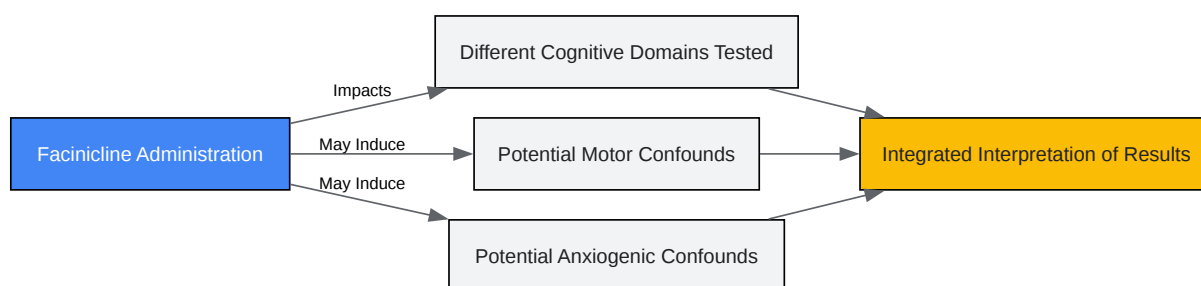 Different Cognitive Domains Tested
Impacts
Facinicline Administration
May Induce
Potential Motor Confounds
Integrated Interpretation of Results
May Induce
Potential Anxiogenic Confounds